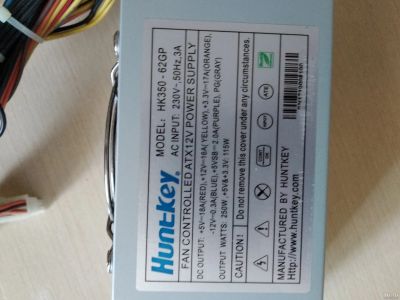 Huntkey
MODEL: HK350-62GP
AC INPUT: 230V~,50Hz,3A
FAN CONTROLLED ATX12V POWER SUPPLY
DC OUTPUT: +5V⎓18A(RED),+12V⎓16A(YELLOW),+3.3V⎓17A(ORANGE),
-12V⎓0.3A(BLUE),+5VSB⎓2.0A(PURPLE), PG(GRAY)
OUTPUT WATTS: 250W, +5V&+3.3V: 115W
CAUTION: Do not remove this cover under any circumstances.
MANUFACTURED BY HUNTKEY
Http://www.huntkey.com